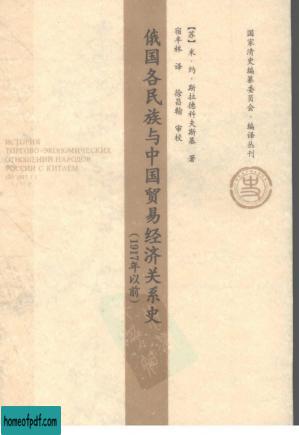 国家清史编纂委员会·编译丛刊
【苏】米·约·斯拉德科夫斯基 著
宿丰林 译 徐昌翰 审校
俄国各民族与中国贸易经济关系史
(1917年以前)
ИСТОРИЯ
ТОРГОВО-ЭКОНОМИЧЕСКИХ
ОТНОШЕНИЙ НАРОДОВ
РОССИИ С КИТАЕМ
(ДО 1917 Г.)
www.homeofpdf.com